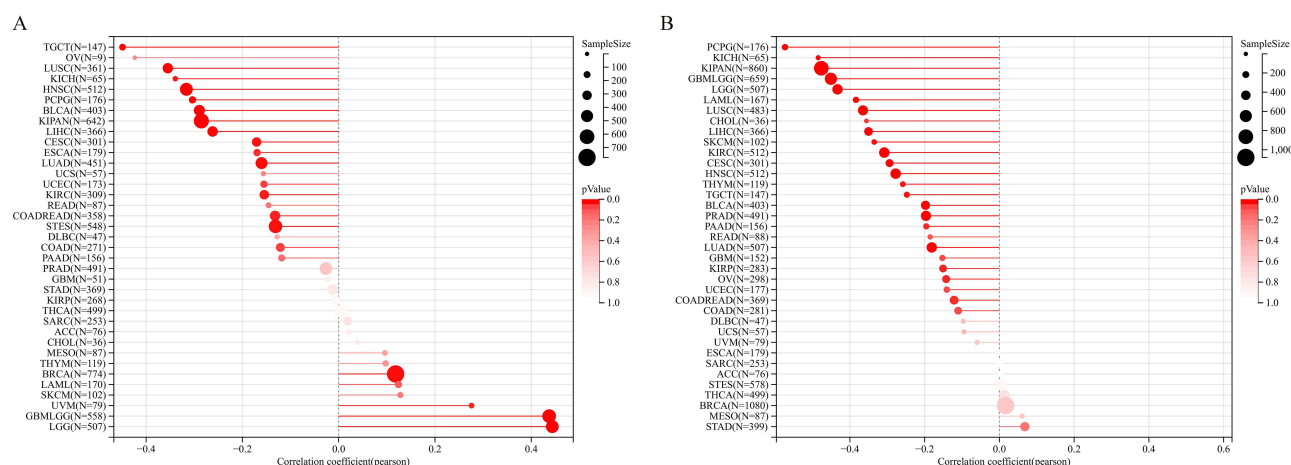 A
TGCT(N=147)
OV(N=9)
LUSC(N=361)
KICH(N=65)
HNSC(N=512)
PCPG(N=176)
BLCA(N=403)
KIPAN(N=642)
LIHC(N=366)
CESC(N=301)
ESCA(N=179)
LUAD(N=451)
UCS(N=57)
UCEC(N=173)
KIRC(N=309)
READ(N=87)
COADREAD(N=358)
STES(N=548)
DLBC(N=47)
COAD(N=271)
PAAD(N=156)
PRAD(N=491)
GBM(N=51)
STAD(N=369)
KIRP(N=268)
THCA(N=499)
SARC(N=253)
ACC(N=76)
CHOL(N=36)
MESO(N=87)
THYM(N=119)
BRCA(N=774)
LAML(N=170)
SKCM(N=102)
UVM(N=79)
GBMLGG(N=558)
LGG(N=507)
−0.4 −0.2 0.0 0.2 0.4
Correlation coefficient(pearson)
SampleSize
100
200
300
400
500
600
700
pValue
0.0
0.2
0.4
0.6
0.8
1.0
B
PCPG(N=176)
KICH(N=65)
KIPAN(N=860)
GBMLGG(N=659)
LGG(N=507)
LAML(N=167)
LUSC(N=483)
CHOL(N=36)
LIHC(N=366)
SKCM(N=102)
KIRC(N=512)
CESC(N=301)
HNSC(N=512)
THYM(N=119)
TGCT(N=147)
BLCA(N=403)
PRAD(N=491)
PAAD(N=156)
READ(N=88)
LUAD(N=507)
GBM(N=152)
KIRP(N=283)
OV(N=298)
UCEC(N=177)
COADREAD(N=369)
COAD(N=281)
DLBC(N=47)
UCS(N=57)
UVM(N=79)
ESCA(N=179)
SARC(N=253)
ACC(N=76)
STES(N=578)
THCA(N=499)
BRCA(N=1080)
MESO(N=87)
STAD(N=399)
−0.4 −0.2 0.0 0.2 0.4 0.6
Correlation coefficient(pearson)
SampleSize
200
400
600
800
1,000
pValue
0.0
0.2
0.4
0.6
0.8
1.0